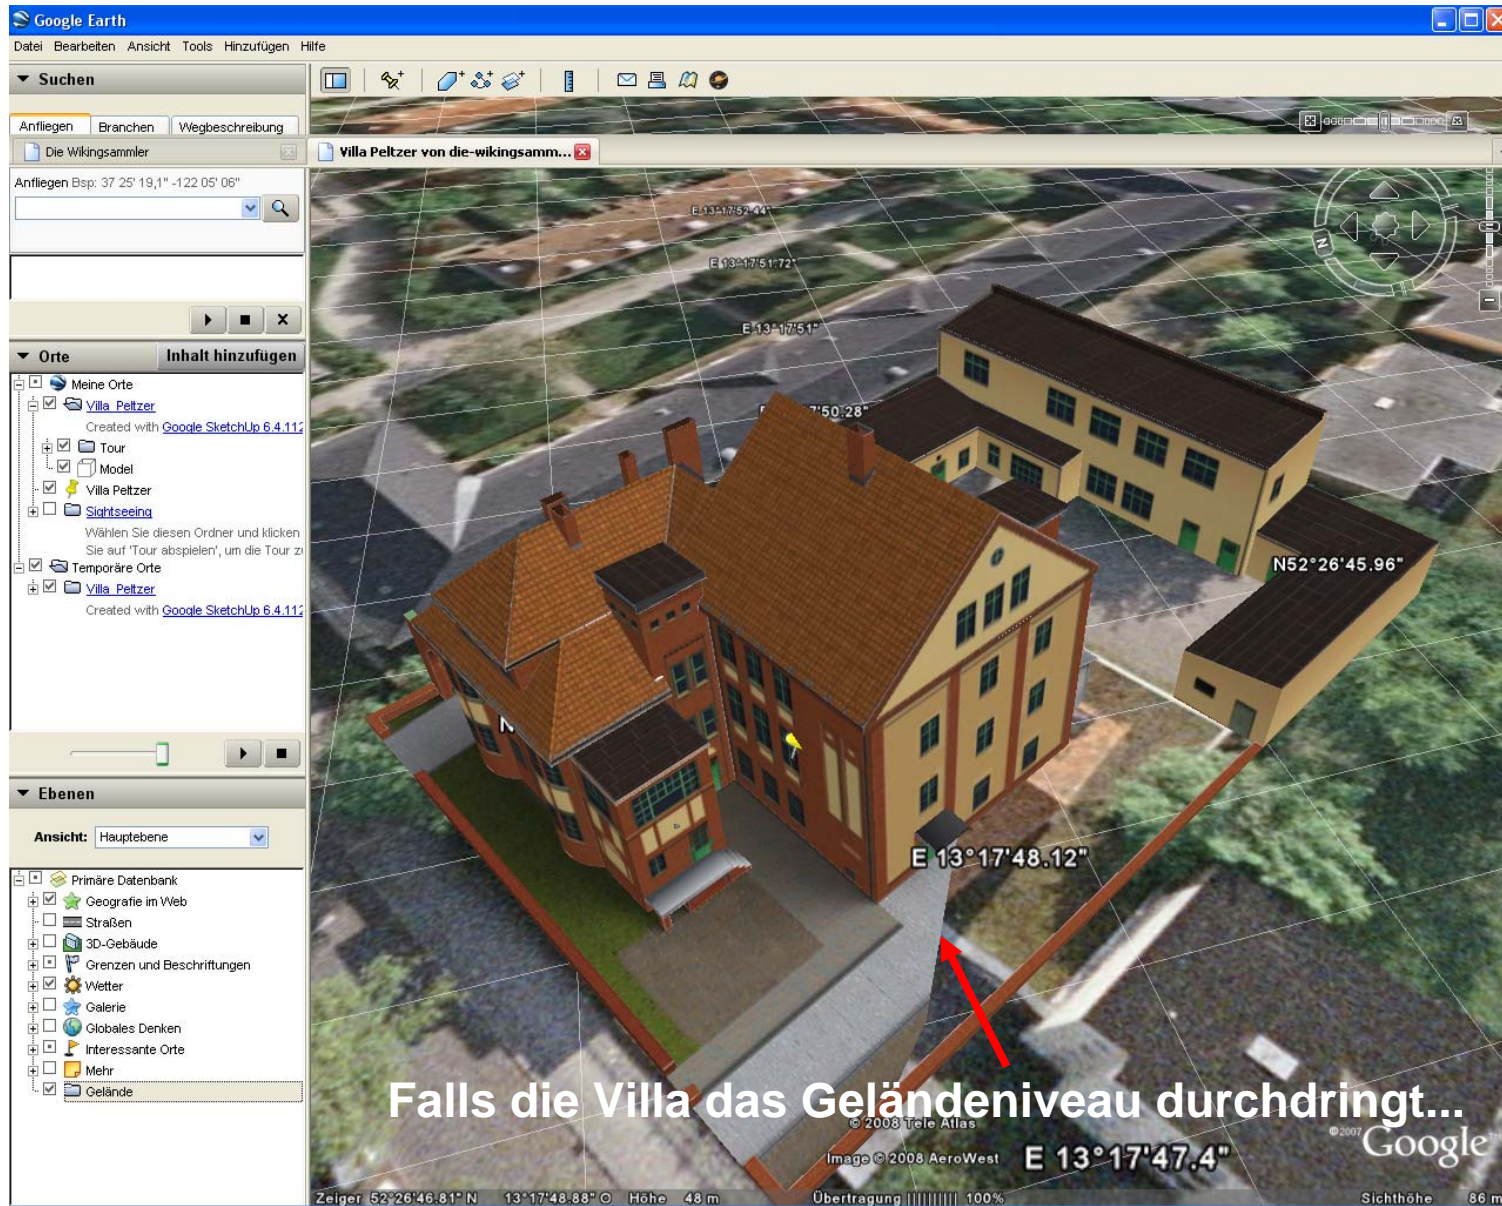 Google Earth
Datei Bearbeiten Ansicht Tools Hinzufügen Hilfe
Suchen
Anfliegen Branchen Wegbeschreibung
Die Wikingsammler
Villa Peltzer von die-wikingsamm...
Anfliegen Bsp: 37 25' 19,1" -122 05' 06"
Orte
Inhalt hinzufügen
Meine Orte
Villa Peltzer
Created with Google SketchUp 6.4.112
Tour
Model
Villa Peltzer
Sightseeing
Wählen Sie diesen Ordner und klicken
Sie auf 'Tour abspielen', um die Tour zu
Temporäre Orte
Villa Peltzer
Created with Google SketchUp 6.4.112
Ebenen
Ansicht: Hauptebene
Primäre Datenbank
Geografie im Web
Straßen
3D-Gebäude
Grenzen und Beschriftungen
Wetter
Galerie
Globales Denken
Interessante Orte
Mehr
Gelände
E 13°17'52.44"
E 13°17'51.72"
E 13°17'51"
'50.28"
N52°26'45.96"
N
N
E 13°17'48.12"
Falls die Villa das Geländeniveau durchdringt...
© 2008 Tele Atlas
Image © 2008 AeroWest
E 13°17'47.4"
©2007 Google™
Zeiger 52°26'46.81" N 13°17'48.88" O Höhe 48 m
Übertragung |||||||||| 100%
Sichthöhe 86 m